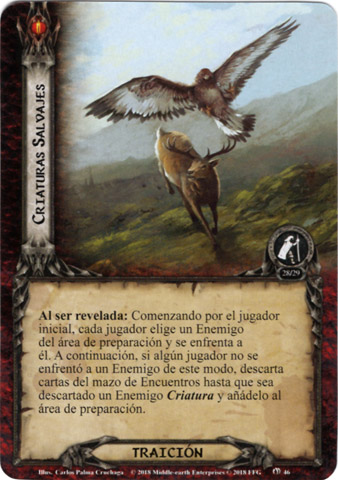 CRIATURAS SALVAJES
28/29
Al ser revelada: Comenzando por el jugador
inicial, cada jugador elige un Enemigo
del área de preparación y se enfrenta a
él. A continuación, si algún jugador no se
enfrentó a un Enemigo de este modo, descarta
cartas del mazo de Encuentros hasta que sea
descartado un Enemigo Criatura y añádelo al
área de preparación.
TRAICIÓN
Illus. Carlos Palma Cruchaga © 2018 Middle-earth Enterprises © 2018 FFG 46